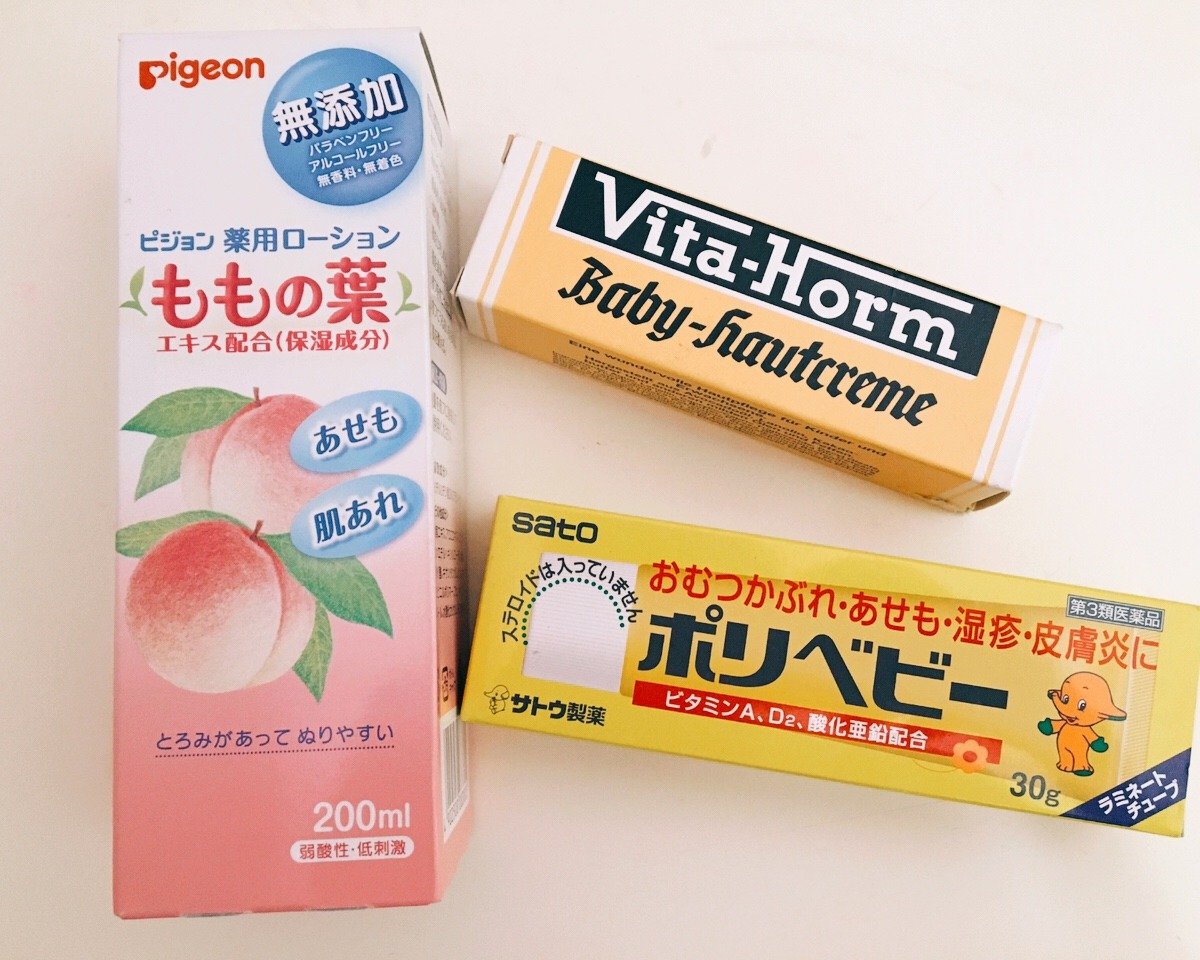 pigeon
無添加
パラベンフリー
アルコールフリー
無香料・無着色
ピジョン 薬用ローション
ももの葉
エキス配合(保湿成分)
あせも
肌あれ
とろみがあって ぬりやすい
200ml
弱酸性・低刺激
Vita-Horm
Baby-Hautcreme
Eine wundervolle Hautpflege für Kinder und
sato
ステロイドは入っていません
おむつかぶれ・あせも・湿疹・皮膚炎に
第3類医薬品
ポリベビー
ビタミンA、D2、酸化亜鉛配合
サトウ製薬
30g
ラミネート
チューブ